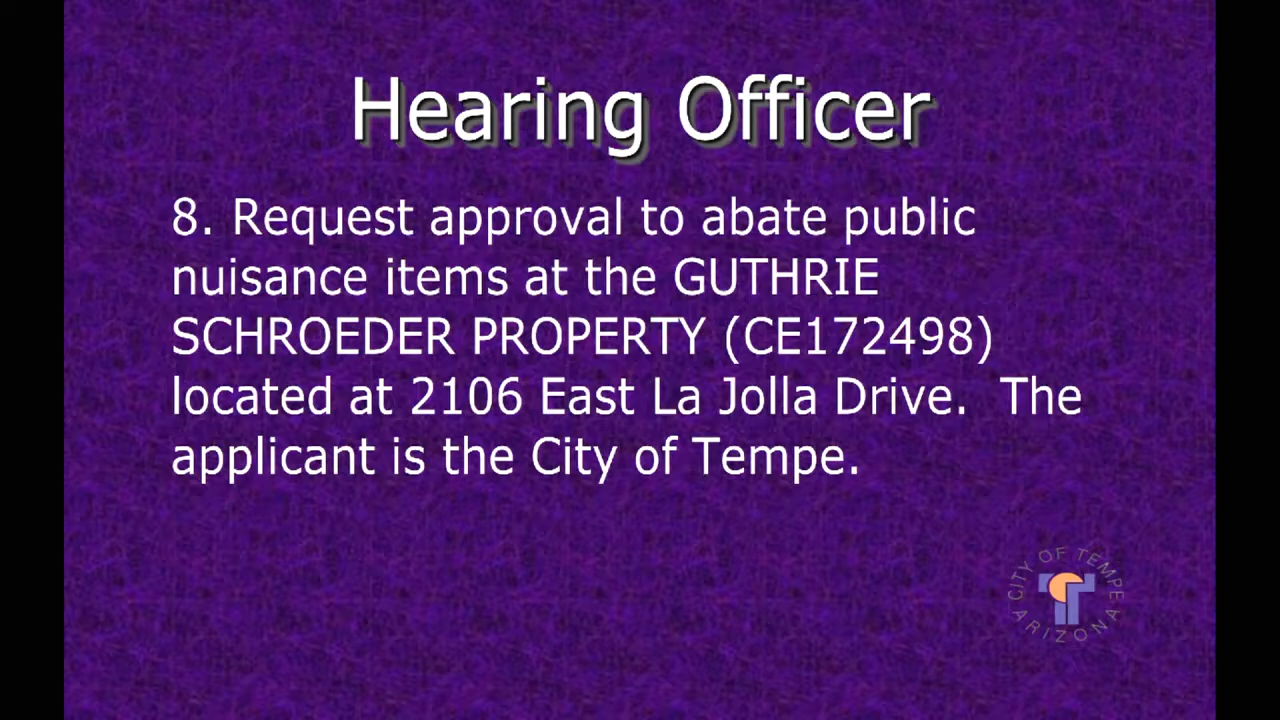 Hearing Officer
8. Request approval to abate public
nuisance items at the GUTHRIE
SCHROEDER PROPERTY (CE172498)
located at 2106 East La Jolla Drive.  The
applicant is the City of Tempe.
CITY OF TEMPE
ARIZONA